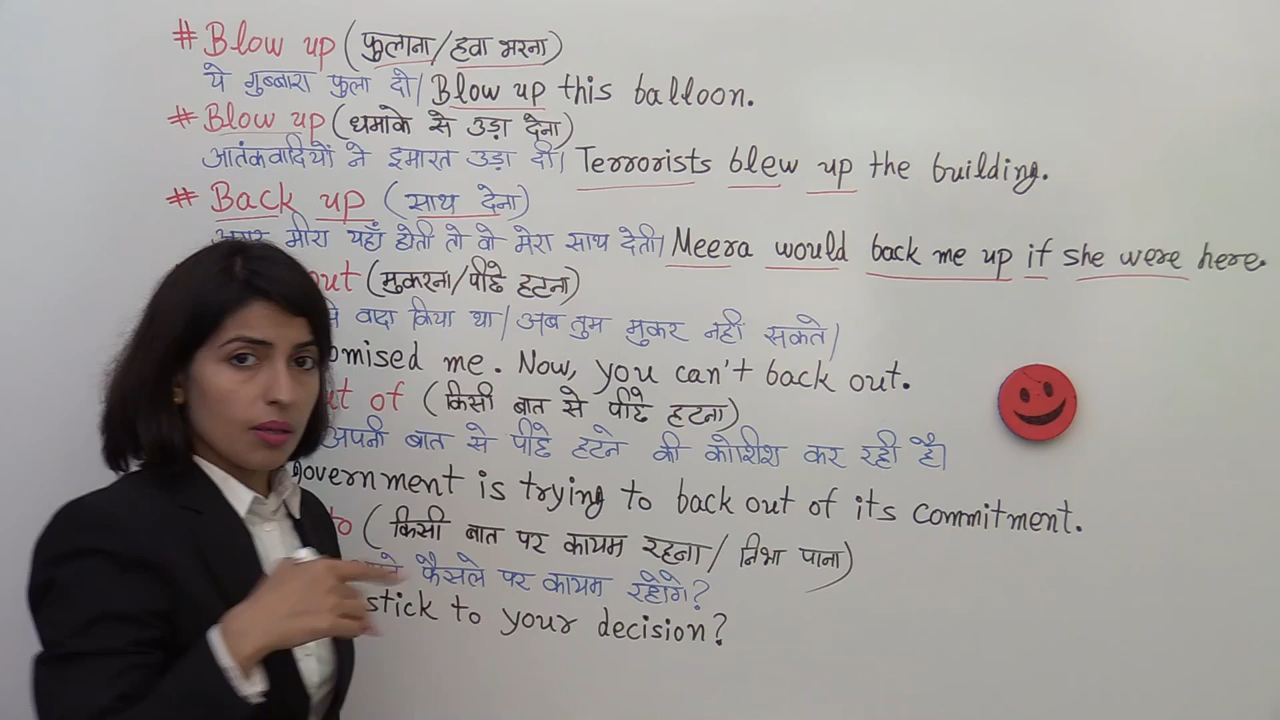 # Blow up (फुलाना/हवा भरना)
ये गुब्बारा फुला दो। Blow up this balloon.
# Blow up (धमाके से उड़ा देना)
आतंकवादियों ने इमारत उड़ा दी। Terrorists blew up the building.
# Back up (साथ देना)
मीरा यहाँ होती तो वो मेरा साथ देती। Meera would back me up if she were here.
out (मुकरना/पीछे हटना)
वादा किया था। अब तुम मुकर नहीं सकते।
omised me. Now, you can't back out.
ut of (किसी बात से पीछे हटना)
अपनी बात से पीछे हटने की कोशिश कर रही है।
government is trying to back out of its commitment.
to (किसी बात पर कायम रहना/ निभा पाना)
फैसले पर कायम रहोगे?
stick to your decision?